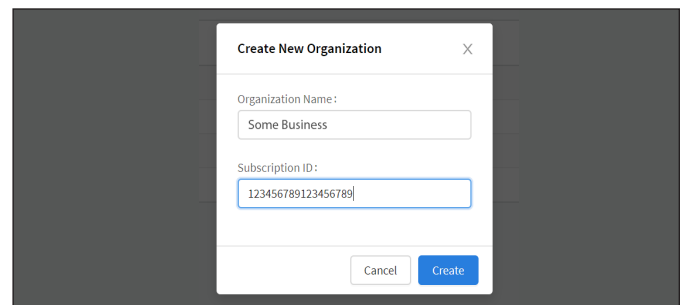 Create New Organization X
Organization Name:
Some Business
Subscription ID:
123456789123456789
Cancel Create